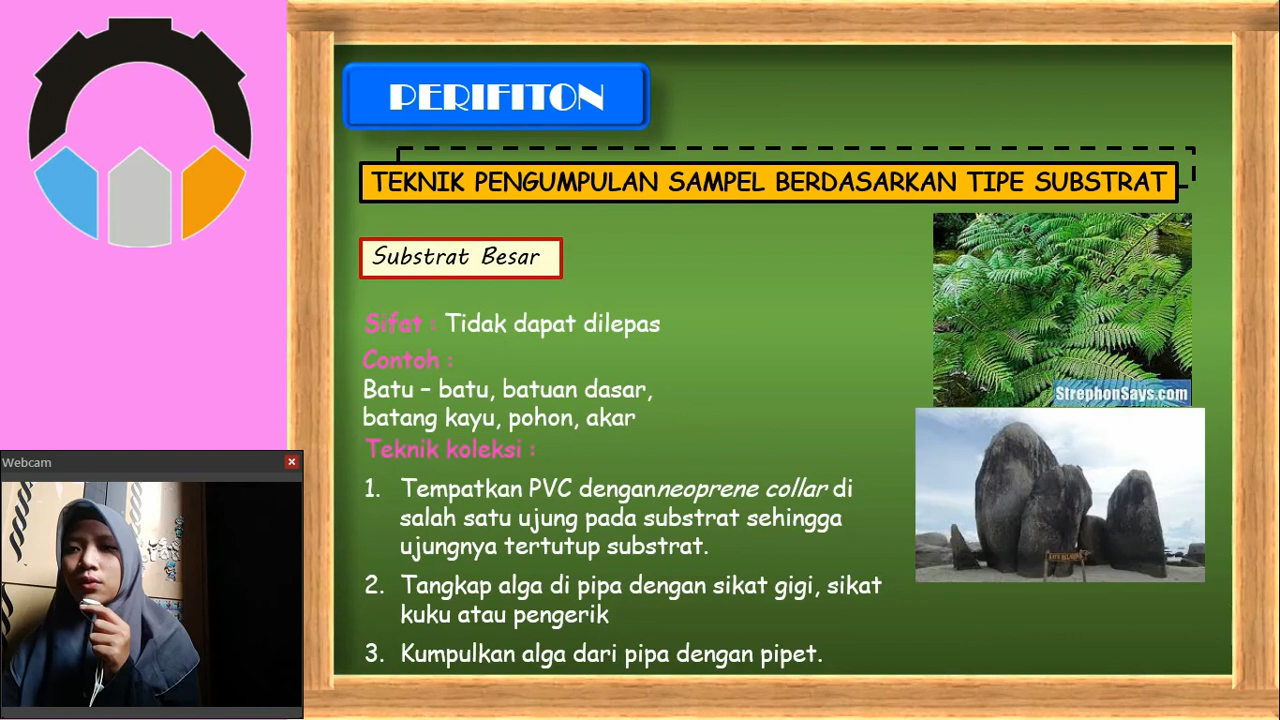 PERIFITON
TEKNIK PENGUMPULAN SAMPEL BERDASARKAN TIPE SUBSTRAT
Substrat Besar
Sifat : Tidak dapat dilepas
Contoh :
Batu – batu, batuan dasar,
batang kayu, pohon, akar
Teknik koleksi :
1. Tempatkan PVC denganneoprene collar di
salah satu ujung pada substrat sehingga
ujungnya tertutup substrat.
2. Tangkap alga di pipa dengan sikat gigi, sikat
kuku atau pengerik
3. Kumpulkan alga dari pipa dengan pipet.
StrephonSays.com
Webcam